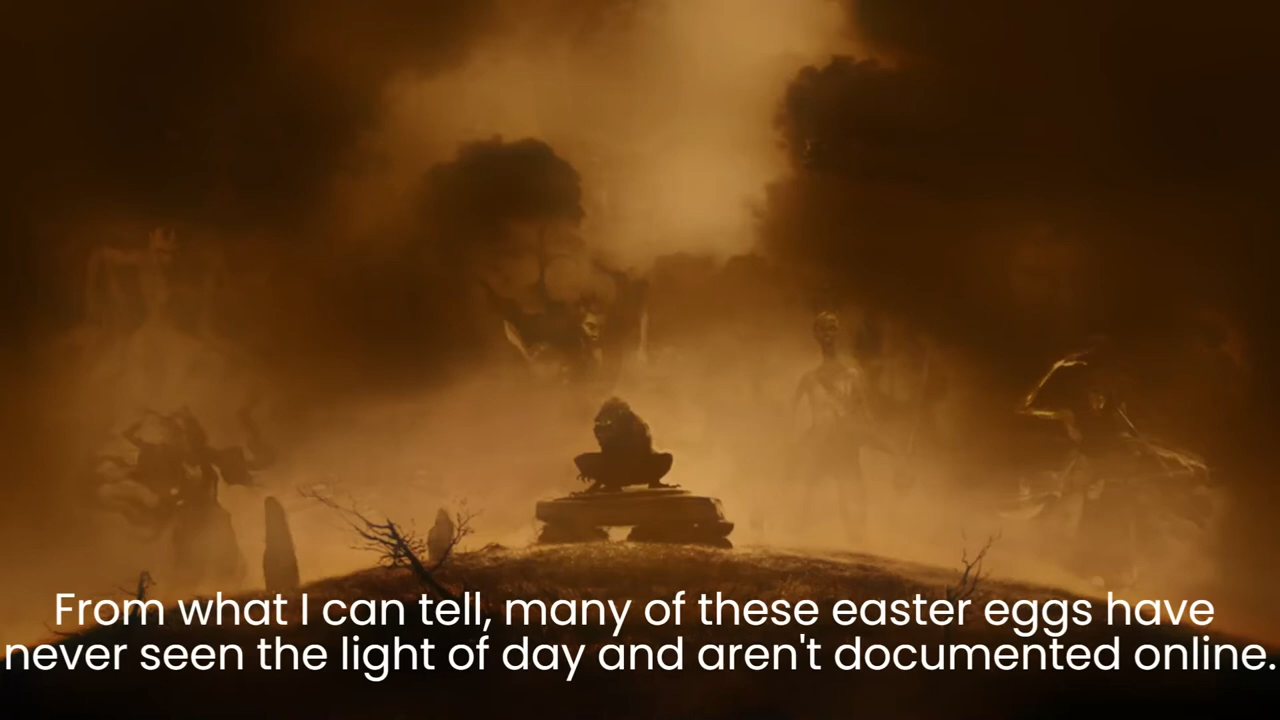 From what I can tell, many of these easter eggs have
never seen the light of day and aren't documented online.